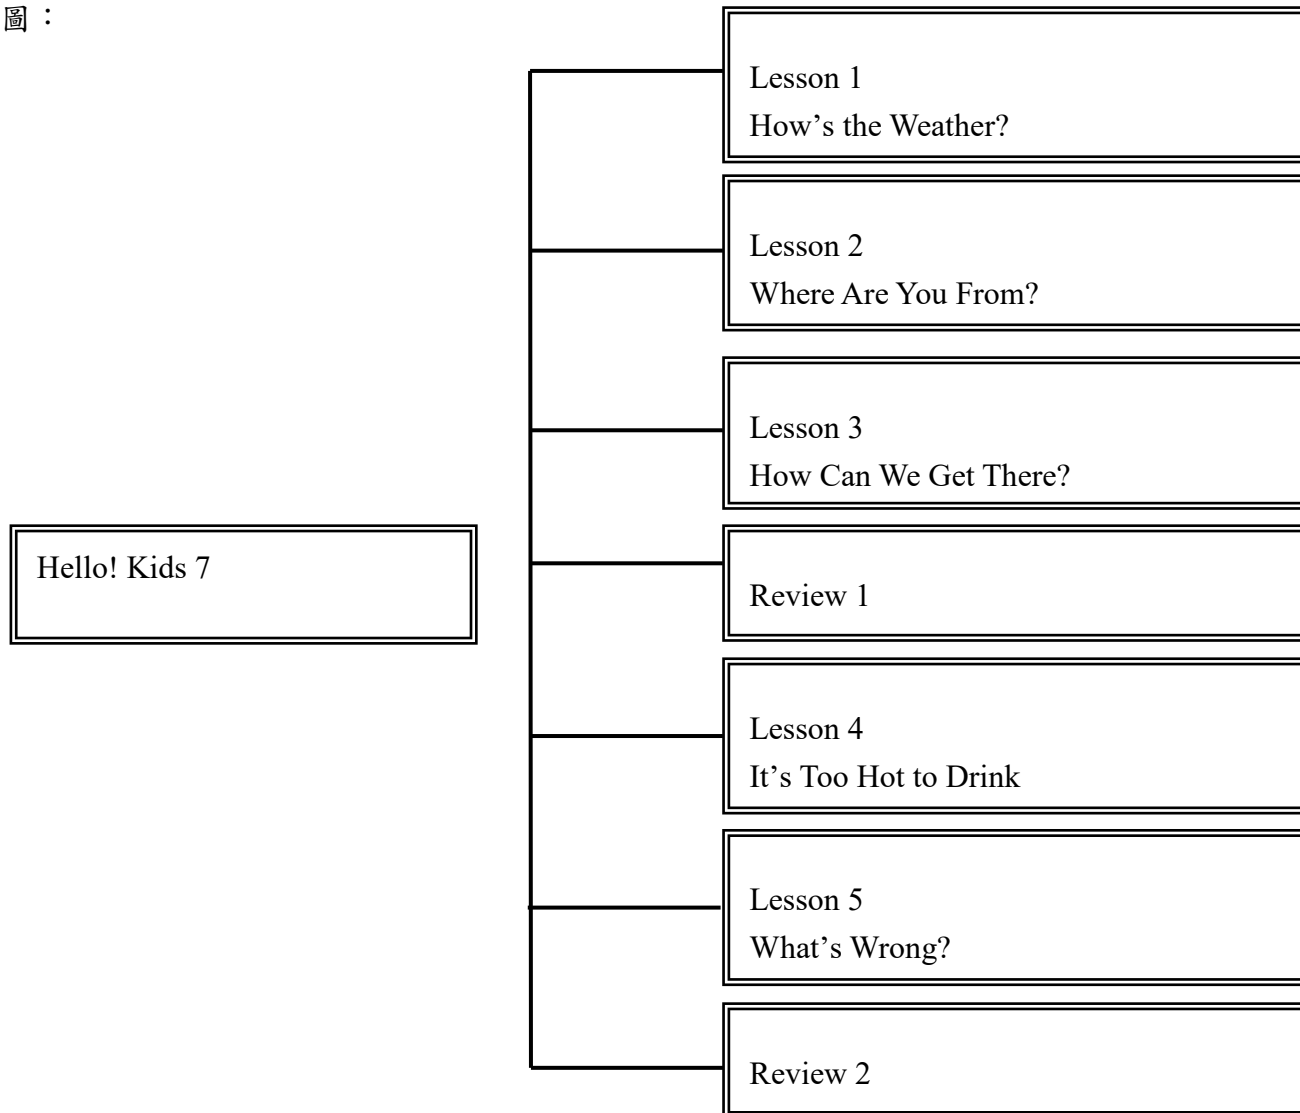 圖：
Lesson 1
How’s the Weather?
Lesson 2
Where Are You From?
Lesson 3
How Can We Get There?
Hello! Kids 7
Review 1
Lesson 4
It’s Too Hot to Drink
Lesson 5
What’s Wrong?
Review 2